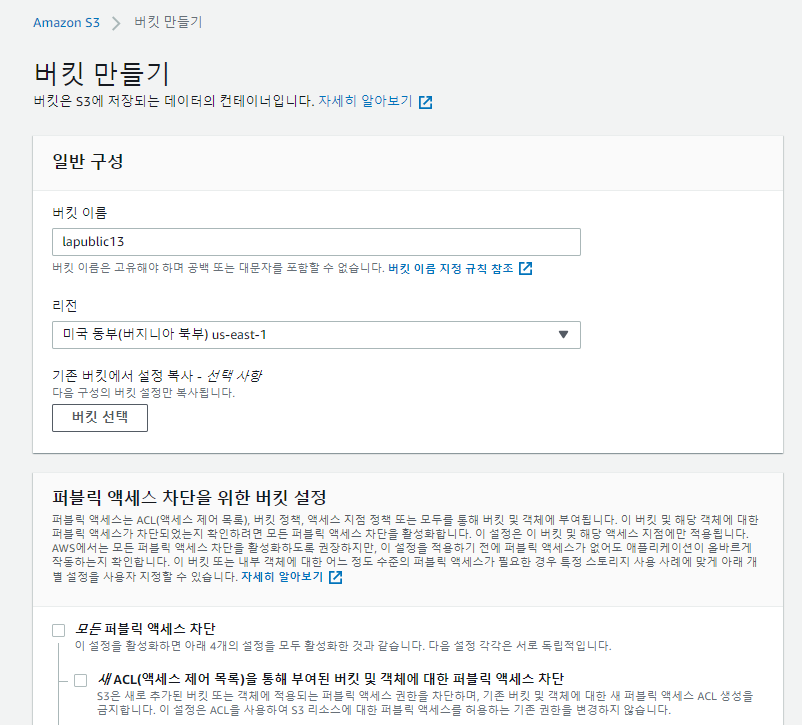 Amazon S3 > 버킷 만들기
버킷 만들기
버킷은 S3에 저장되는 데이터의 컨테이너입니다. 자세히 알아보기
일반 구성
버킷 이름
lapublic13
버킷 이름은 고유해야 하며 공백 또는 대문자를 포함할 수 없습니다. 버킷 이름 지정 규칙 참조
리전
미국 동부(버지니아 북부) us-east-1
기존 버킷에서 설정 복사 - 선택 사항
다음 구성의 버킷 설정만 복사됩니다.
버킷 선택
퍼블릭 액세스 차단을 위한 버킷 설정
퍼블릭 액세스는 ACL(액세스 제어 목록), 버킷 정책, 액세스 지점 정책 또는 모두를 통해 버킷 및 객체에 부여됩니다. 이 버킷 및 해당 객체에 대한
퍼블릭 액세스가 차단되었는지 확인하려면 모든 퍼블릭 액세스 차단을 활성화합니다. 이 설정은 이 버킷 및 해당 액세스 지점에만 적용됩니다.
AWS에서는 모든 퍼블릭 액세스 차단을 활성화하도록 권장하지만, 이 설정을 적용하기 전에 퍼블릭 액세스가 없어도 애플리케이션이 올바르게
작동하는지 확인합니다. 이 버킷 또는 내부 객체에 대한 어느 정도 수준의 퍼블릭 액세스가 필요한 경우 특정 스토리지 사용 사례에 맞게 아래 개
별 설정을 사용자 지정할 수 있습니다. 자세히 알아보기
모든 퍼블릭 액세스 차단
이 설정을 활성화하면 아래 4개의 설정을 모두 활성화한 것과 같습니다. 다음 설정 각각은 서로 독립적입니다.
새 ACL(액세스 제어 목록)을 통해 부여된 버킷 및 객체에 대한 퍼블릭 액세스 차단
S3은 새로 추가된 버킷 또는 객체에 적용되는 퍼블릭 액세스 권한을 차단하며, 기존 버킷 및 객체에 대한 새 퍼블릭 액세스 ACL 생성을
금지합니다. 이 설정은 ACL을 사용하여 S3 리소스에 대한 퍼블릭 액세스를 허용하는 기존 권한을 변경하지 않습니다.